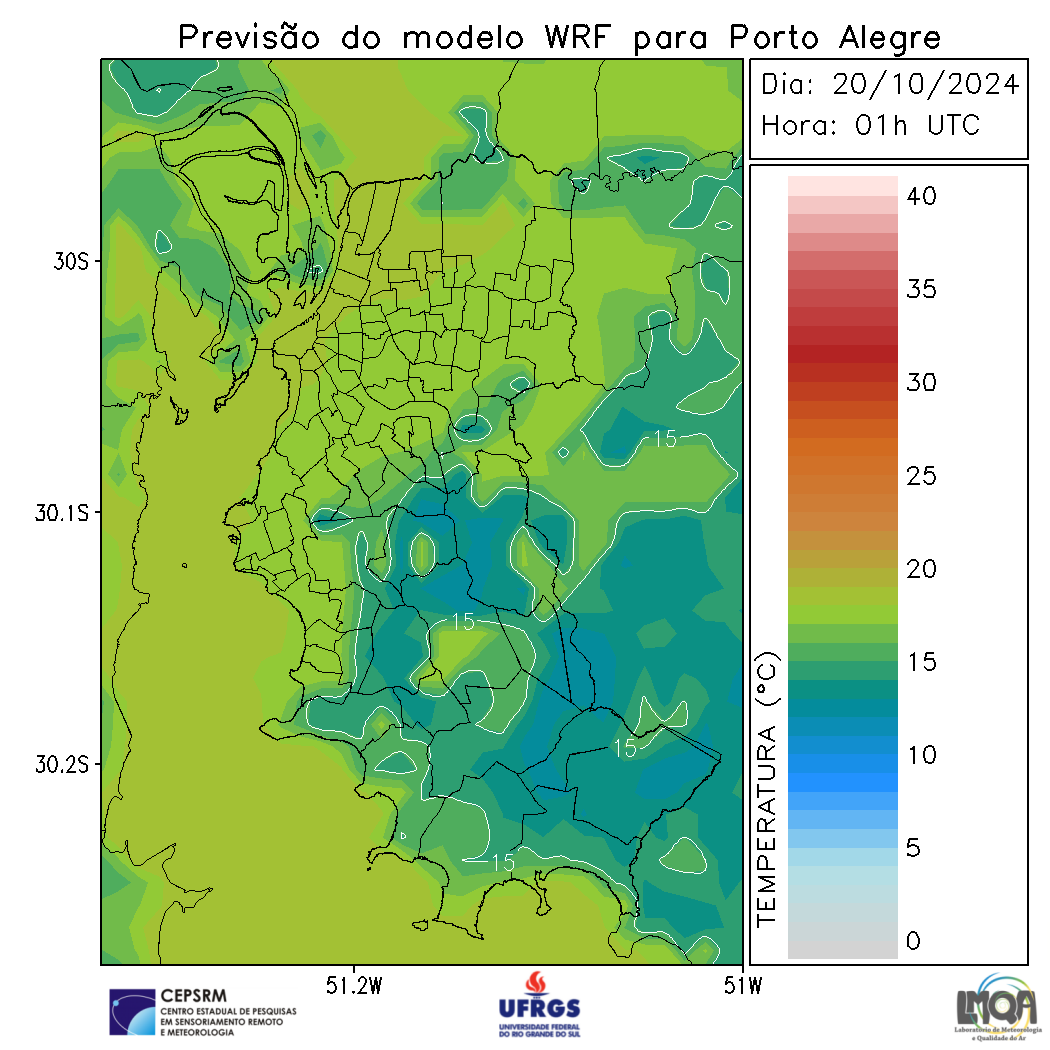 Previsão do modelo WRF para Porto Alegre
Dia: 20/10/2024
Hora: 01h UTC
30S
30.1S
30.2S
51.2W
51W
15
15
15
15
TEMPERATURA (°C)
40
35
30
25
20
15
10
5
0
CEPSRM
CENTRO ESTADUAL DE PESQUISAS
EM SENSORIAMENTO REMOTO
E METEOROLOGIA
UFRGS
UNIVERSIDADE FEDERAL
DO RIO GRANDE DO SUL
LMQA
Laboratório de Meteorologia
e Qualidade do Ar